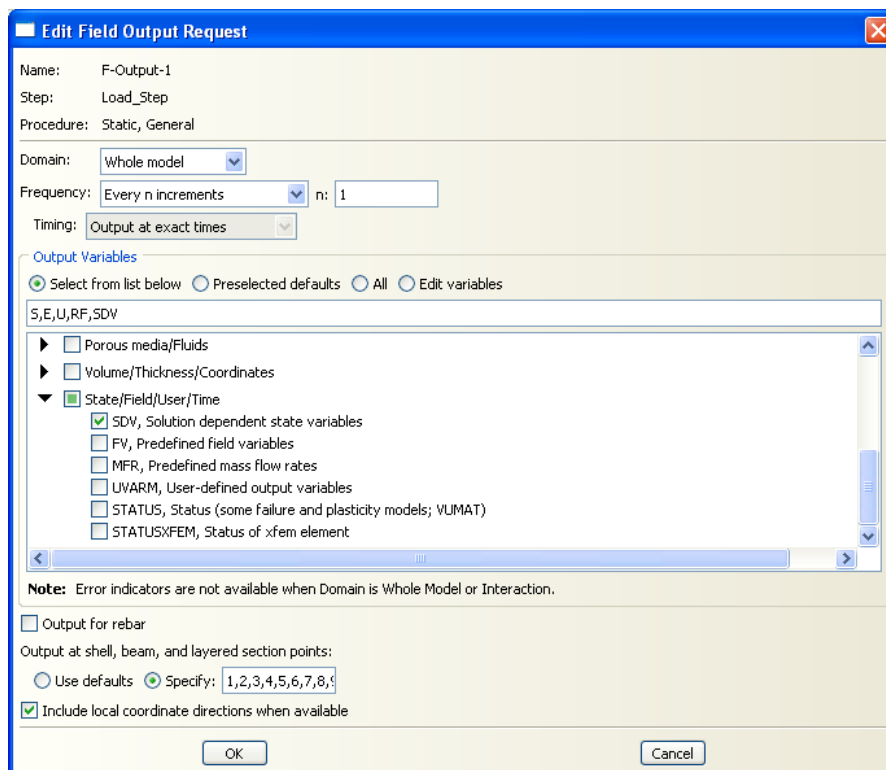 Edit Field Output Request
Name: F-Output-1
Step: Load_Step
Procedure: Static, General
Domain: Whole model
Frequency: Every n increments n: 1
Timing: Output at exact times
Output Variables
Select from list below Preselected defaults All Edit variables
S,E,U,RF,SDV
Porous media/Fluids
Volume/Thickness/Coordinates
State/Field/User/Time
SDV, Solution dependent state variables
FV, Predefined field variables
MFR, Predefined mass flow rates
UVARM, User-defined output variables
STATUS, Status (some failure and plasticity models; VUMAT)
STATUSXFEM, Status of xfem element
Note: Error indicators are not available when Domain is Whole Model or Interaction.
Output for rebar
Output at shell, beam, and layered section points:
Use defaults Specify: 1,2,3,4,5,6,7,8,9
Include local coordinate directions when available
OK Cancel